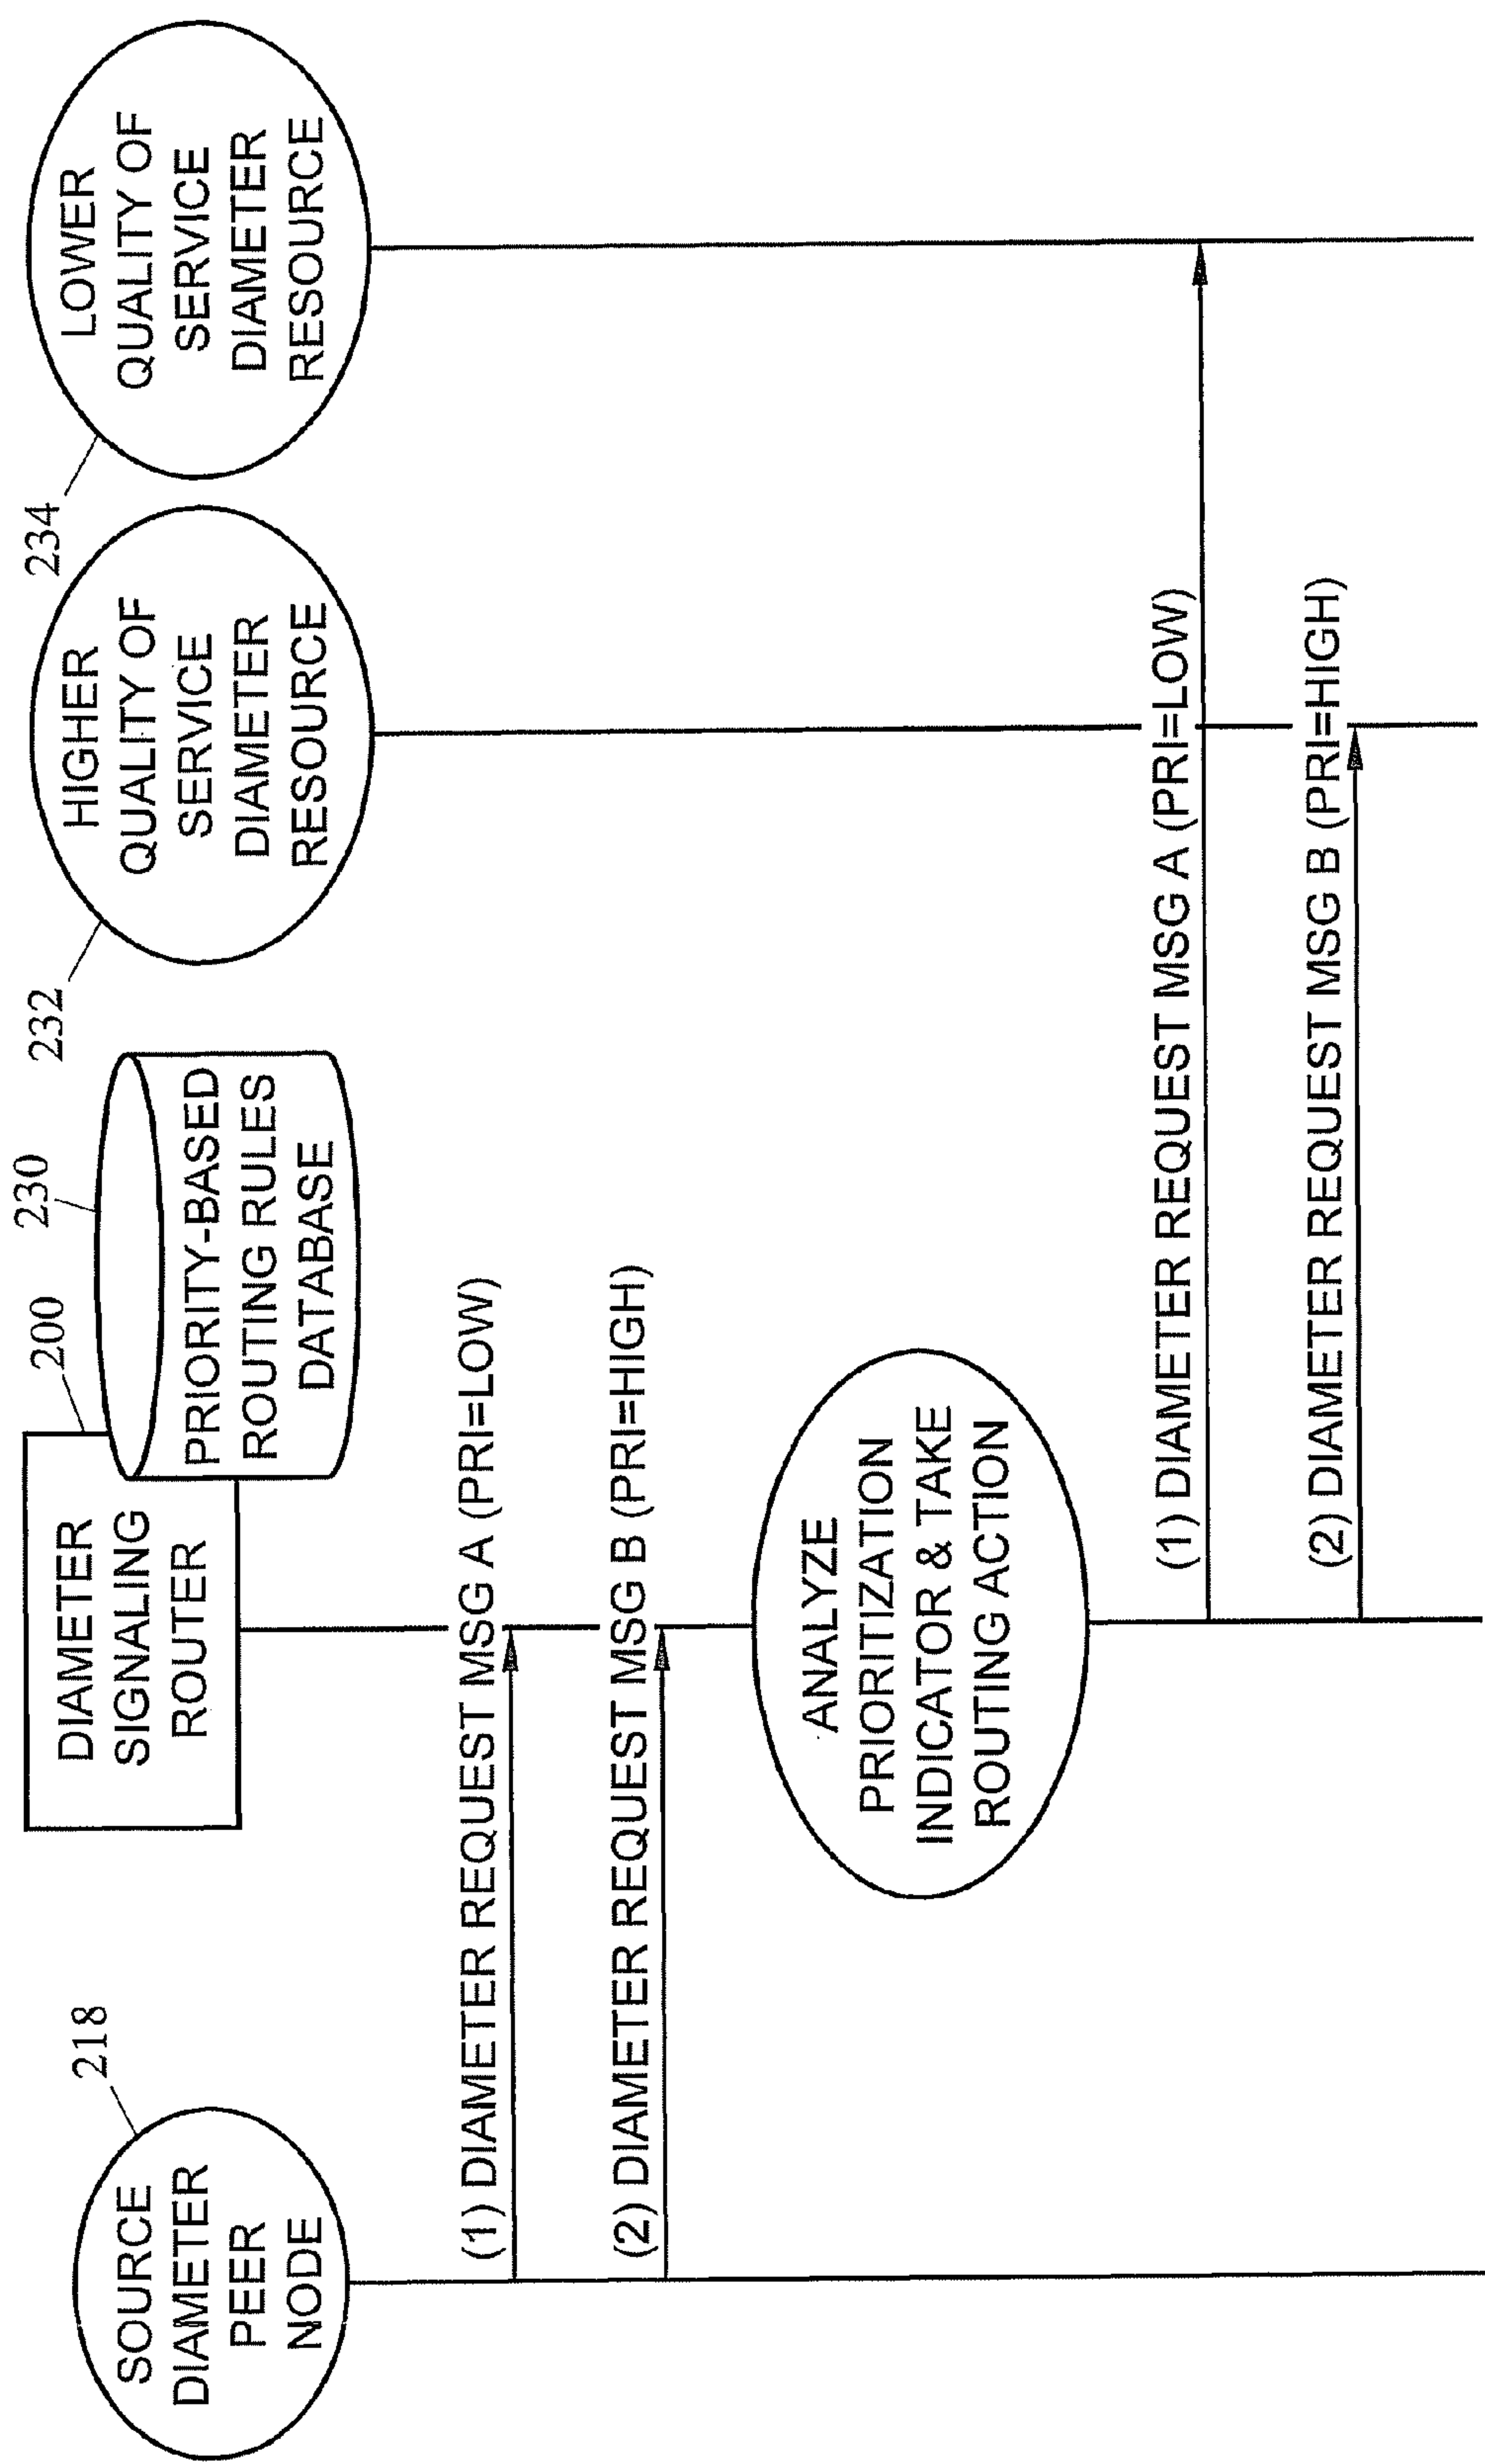 SOURCE
DIAMETER
PEER
NODE
218
DIAMETER
SIGNALING
ROUTER
200
230
PRIORITY-BASED
ROUTING RULES
DATABASE
232
HIGHER
QUALITY OF
SERVICE
DIAMETER
RESOURCE
234
LOWER
QUALITY OF
SERVICE
DIAMETER
RESOURCE
(1) DIAMETER REQUEST MSG A (PRI=LOW)
(2) DIAMETER REQUEST MSG B (PRI=HIGH)
ANALYZE
PRIORITIZATION
INDICATOR & TAKE
ROUTING ACTION
(1) DIAMETER REQUEST MSG A (PRI=LOW)
(2) DIAMETER REQUEST MSG B (PRI=HIGH)